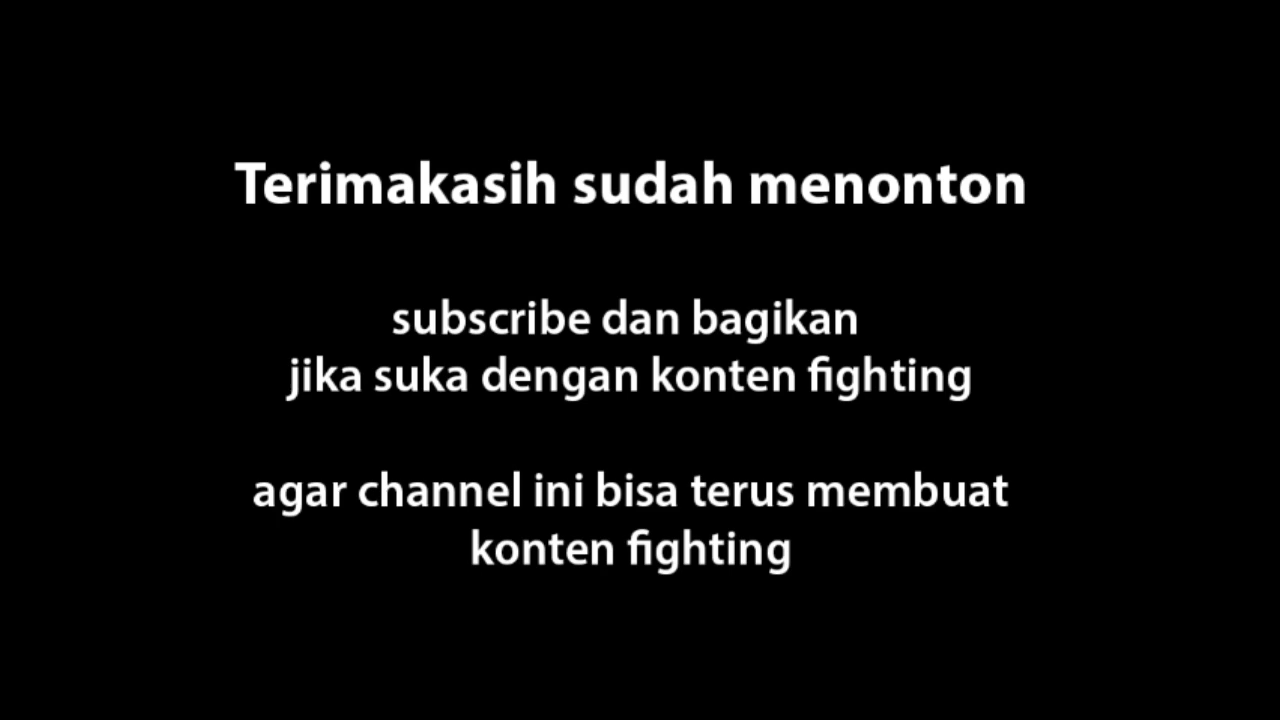 Terimakasih sudah menonton
subscribe dan bagikan
jika suka dengan konten fighting
agar channel ini bisa terus membuat
konten fighting